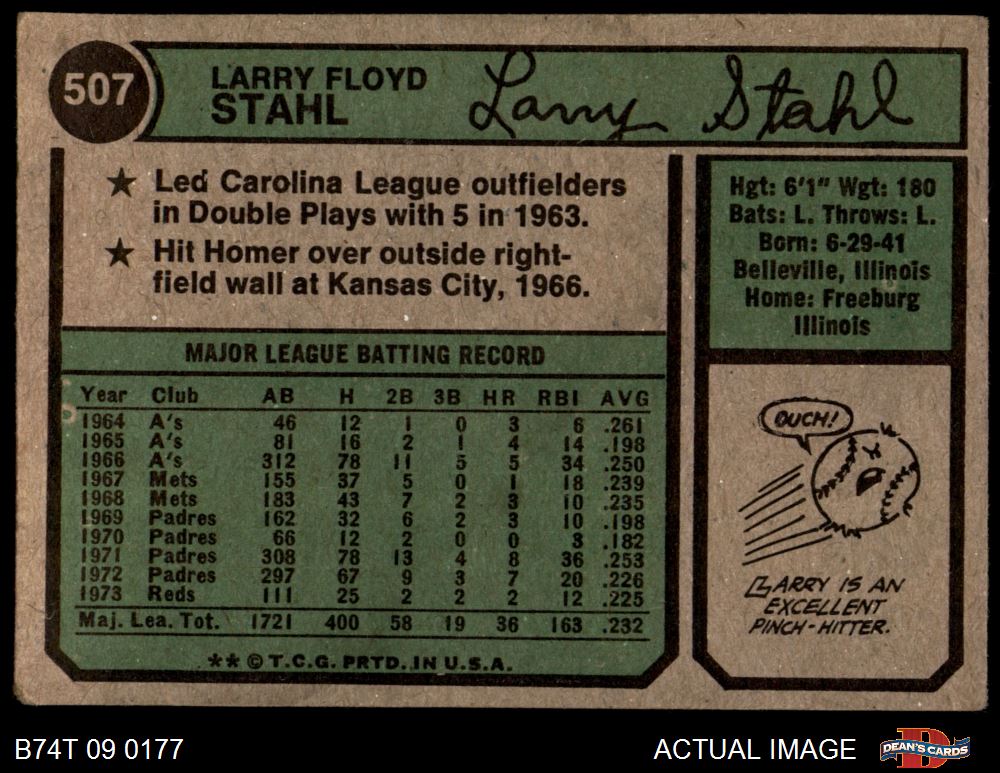 507
LARRY FLOYD
STAHL
Larry Stahl
★ Led Carolina League outfielders
in Double Plays with 5 in 1963.
★ Hit Homer over outside right-
field wall at Kansas City, 1966.
Hgt: 6'1" Wgt: 180
Bats: L. Throws: L.
Born: 6-29-41
Belleville, Illinois
Home: Freeburg
Illinois
MAJOR LEAGUE BATTING RECORD
Year Club AB H 2B 3B HR RBI AVG
1964 A's 46 12 1 0 3 6 .261
1965 A's 81 16 2 1 4 14 .198
1966 A's 312 78 11 5 5 34 .250
1967 Mets 155 37 5 0 1 18 .239
1968 Mets 183 43 7 2 3 10 .235
1969 Padres 162 32 6 2 3 10 .198
1970 Padres 66 12 2 0 0 3 .182
1971 Padres 308 78 13 4 8 36 .253
1972 Padres 297 67 9 3 7 20 .226
1973 Reds 111 25 2 2 2 12 .225
Maj. Lea. Tot. 1721 400 58 19 36 163 .232
** © T.C.G. PRTD. IN U.S.A.
OUCH!
LARRY IS AN
EXCELLENT
PINCH-HITTER.
B74T 09 0177
ACTUAL IMAGE
DEAN'S CARDS